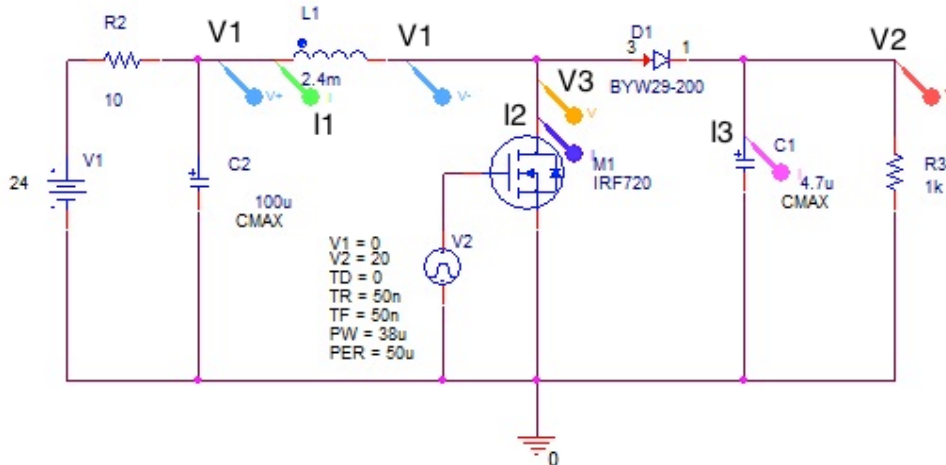 R2
10
V1
24
V1
C2
100u
CMAX
L1
2.4m
V+
I
I1
V1
V-
V1 = 0
V2 = 20
TD = 0
TR = 50n
TF = 50n
PW = 38u
PER = 50u
V2
V3
V
I2
I
M1
IRF720
D1
3
1
BYW29-200
I3
C1
4.7u
CMAX
I
V2
R3
1k
0